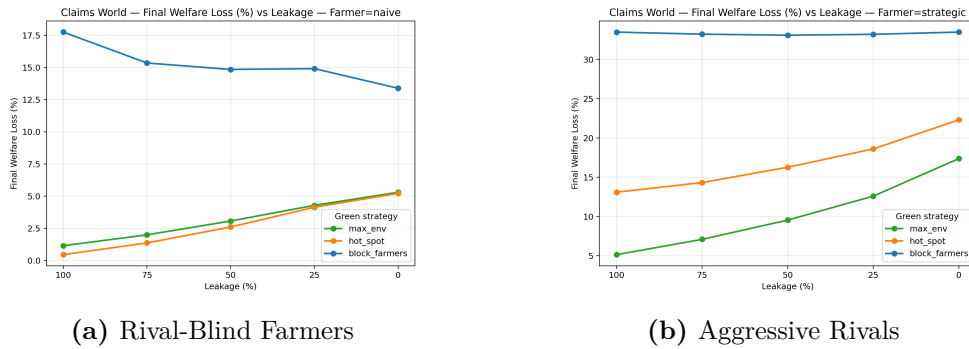 Claims World — Final Welfare Loss (%) vs Leakage — Farmer=naive
Final Welfare Loss (%)
17.5
15.0
12.5
10.0
7.5
5.0
2.5
0.0
Green strategy
max_env
hot_spot
block_farmers
100
75
50
25
0
Leakage (%)
(a) Rival-Blind Farmers
Claims World — Final Welfare Loss (%) vs Leakage — Farmer=strategic
Final Welfare Loss (%)
30
25
20
15
10
5
Green strategy
max_env
hot_spot
block_farmers
100
75
50
25
0
Leakage (%)
(b) Aggressive Rivals